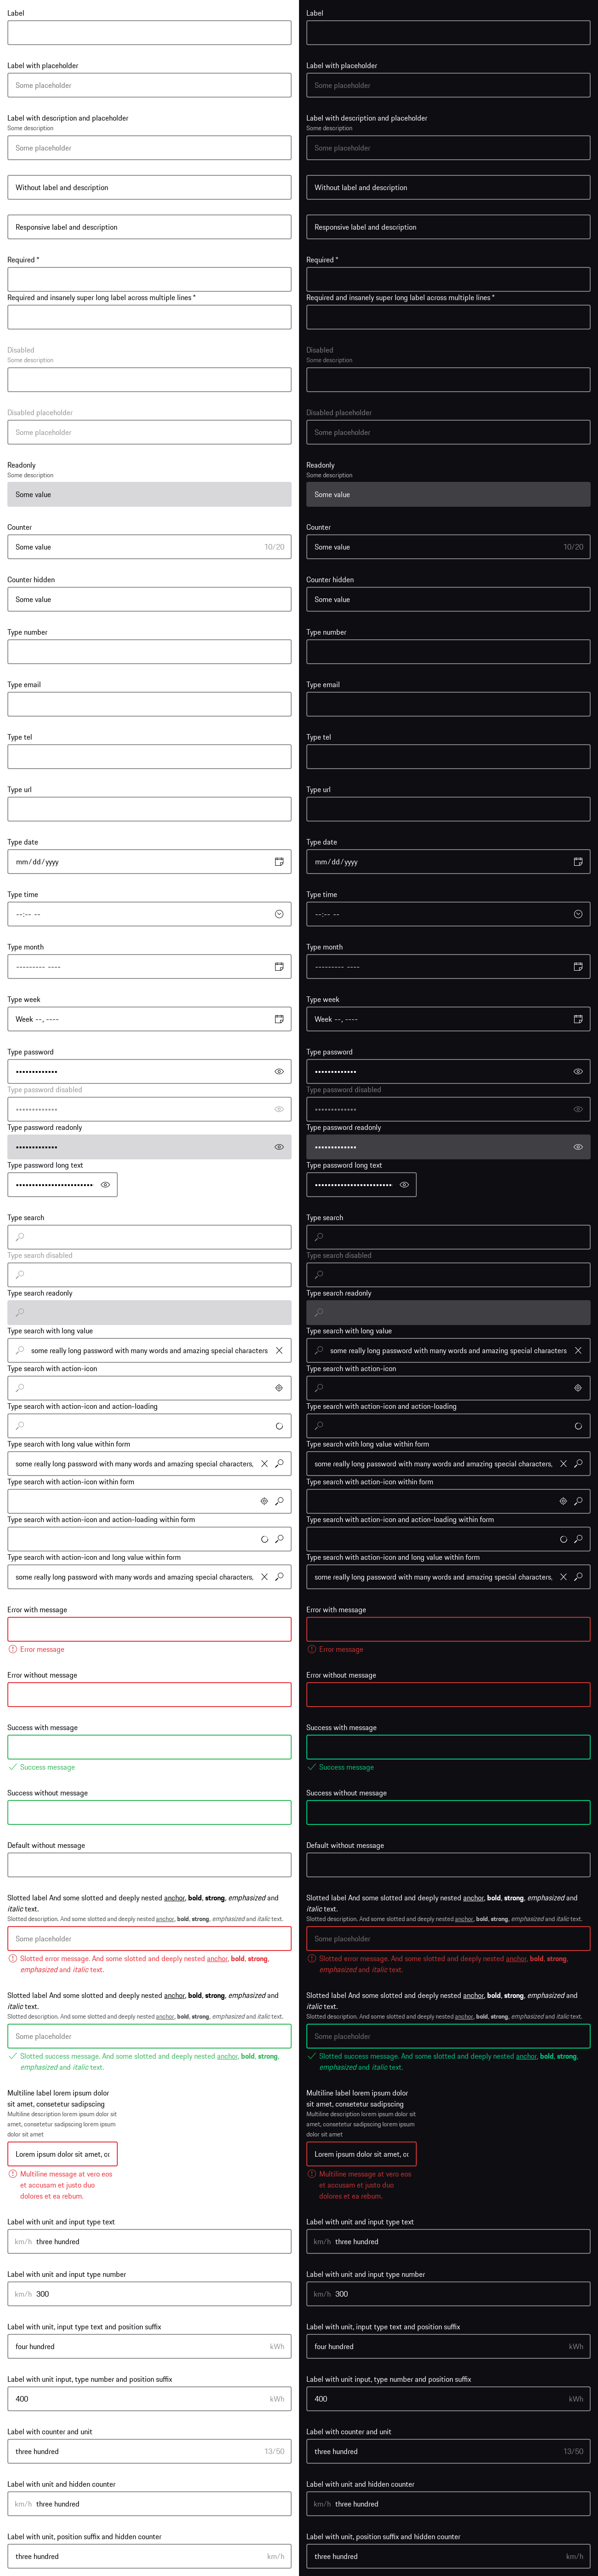 Label
Label with placeholder
Some placeholder
Label with description and placeholder
Some description
Some placeholder
Without label and description
Responsive label and description
Required *
Required and insanely super long label across multiple lines *
Disabled
Some description
Disabled placeholder
Some placeholder
Readonly
Some description
Some value
Counter
Some value 10/20
Counter hidden
Some value
Type number
Type email
Type tel
Type url
Type date
mm/dd/yyyy
Type time
--:-- --
Type month
--------- ----
Type week
Week --, ----
Type password
•••••••••••••
Type password disabled
•••••••••••••
Type password readonly
•••••••••••••
Type password long text
••••••••••••••••••••••••
Type search
Type search disabled
Type search readonly
Type search with long value
some really long password with many words and amazing special characters
Type search with action-icon
Type search with action-icon and action-loading
Type search with long value within form
some really long password with many words and amazing special characters,
Type search with action-icon within form
Type search with action-icon and action-loading within form
Type search with action-icon and long value within form
some really long password with many words and amazing special characters,
Error with message
Error message
Error without message
Success with message
Success message
Success without message
Default without message
Slotted label And some slotted and deeply nested anchor, bold, strong, emphasized and
italic text.
Slotted description. And some slotted and deeply nested anchor, bold, strong, emphasized and italic text.
Some placeholder
Slotted error message. And some slotted and deeply nested anchor, bold, strong,
emphasized and italic text.
Slotted label And some slotted and deeply nested anchor, bold, strong, emphasized and
italic text.
Slotted description. And some slotted and deeply nested anchor, bold, strong, emphasized and italic text.
Some placeholder
Slotted success message. And some slotted and deeply nested anchor, bold, strong,
emphasized and italic text.
Multiline label lorem ipsum dolor
sit amet, consetetur sadipscing
Multiline description lorem ipsum dolor sit
amet, consetetur sadipscing lorem ipsum
dolor sit amet
Lorem ipsum dolor sit amet, co
Multiline message at vero eos
et accusam et justo duo
dolores et ea rebum.
Label with unit and input type text
km/h three hundred
Label with unit and input type number
km/h 300
Label with unit, input type text and position suffix
four hundred kWh
Label with unit input, type number and position suffix
400 kWh
Label with counter and unit
three hundred 13/50
Label with unit and hidden counter
km/h three hundred
Label with unit, position suffix and hidden counter
three hundred km/h
Label
Label with placeholder
Some placeholder
Label with description and placeholder
Some description
Some placeholder
Without label and description
Responsive label and description
Required *
Required and insanely super long label across multiple lines *
Disabled
Some description
Disabled placeholder
Some placeholder
Readonly
Some description
Some value
Counter
Some value 10/20
Counter hidden
Some value
Type number
Type email
Type tel
Type url
Type date
mm/dd/yyyy
Type time
--:-- --
Type month
--------- ----
Type week
Week --, ----
Type password
•••••••••••••
Type password disabled
•••••••••••••
Type password readonly
•••••••••••••
Type password long text
••••••••••••••••••••••••
Type search
Type search disabled
Type search readonly
Type search with long value
some really long password with many words and amazing special characters
Type search with action-icon
Type search with action-icon and action-loading
Type search with long value within form
some really long password with many words and amazing special characters,
Type search with action-icon within form
Type search with action-icon and action-loading within form
Type search with action-icon and long value within form
some really long password with many words and amazing special characters,
Error with message
Error message
Error without message
Success with message
Success message
Success without message
Default without message
Slotted label And some slotted and deeply nested anchor, bold, strong, emphasized and
italic text.
Slotted description. And some slotted and deeply nested anchor, bold, strong, emphasized and italic text.
Some placeholder
Slotted error message. And some slotted and deeply nested anchor, bold, strong,
emphasized and italic text.
Slotted label And some slotted and deeply nested anchor, bold, strong, emphasized and
italic text.
Slotted description. And some slotted and deeply nested anchor, bold, strong, emphasized and italic text.
Some placeholder
Slotted success message. And some slotted and deeply nested anchor, bold, strong,
emphasized and italic text.
Multiline label lorem ipsum dolor
sit amet, consetetur sadipscing
Multiline description lorem ipsum dolor sit
amet, consetetur sadipscing lorem ipsum
dolor sit amet
Lorem ipsum dolor sit amet, co
Multiline message at vero eos
et accusam et justo duo
dolores et ea rebum.
Label with unit and input type text
km/h three hundred
Label with unit and input type number
km/h 300
Label with unit, input type text and position suffix
four hundred kWh
Label with unit input, type number and position suffix
400 kWh
Label with counter and unit
three hundred 13/50
Label with unit and hidden counter
km/h three hundred
Label with unit, position suffix and hidden counter
three hundred km/h